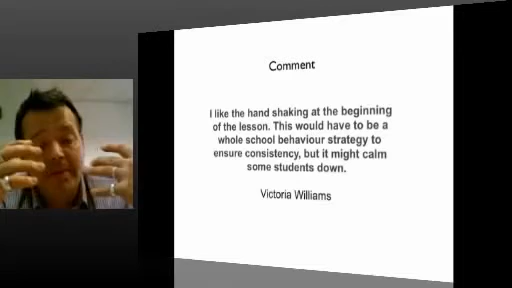 Comment
I like the hand shaking at the beginning
of the lesson. This would have to be a
whole school behaviour strategy to
ensure consistency, but it might calm
some students down.
Victoria Williams